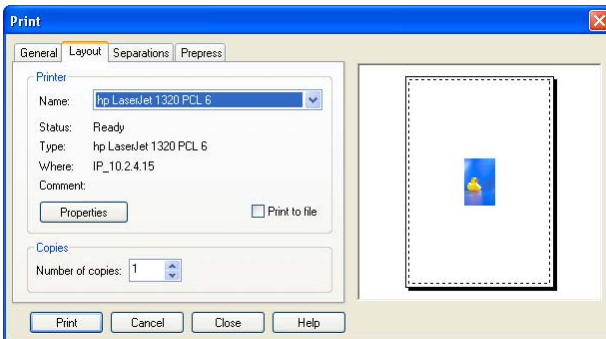 Print
General Layout Separations Prepress
Printer
Name: hp LaserJet 1320 PCL 6
Status: Ready
Type: hp LaserJet 1320 PCL 6
Where: IP_10.2.4.15
Comment:
Properties Print to file
Copies
Number of copies: 1
Print Cancel Close Help